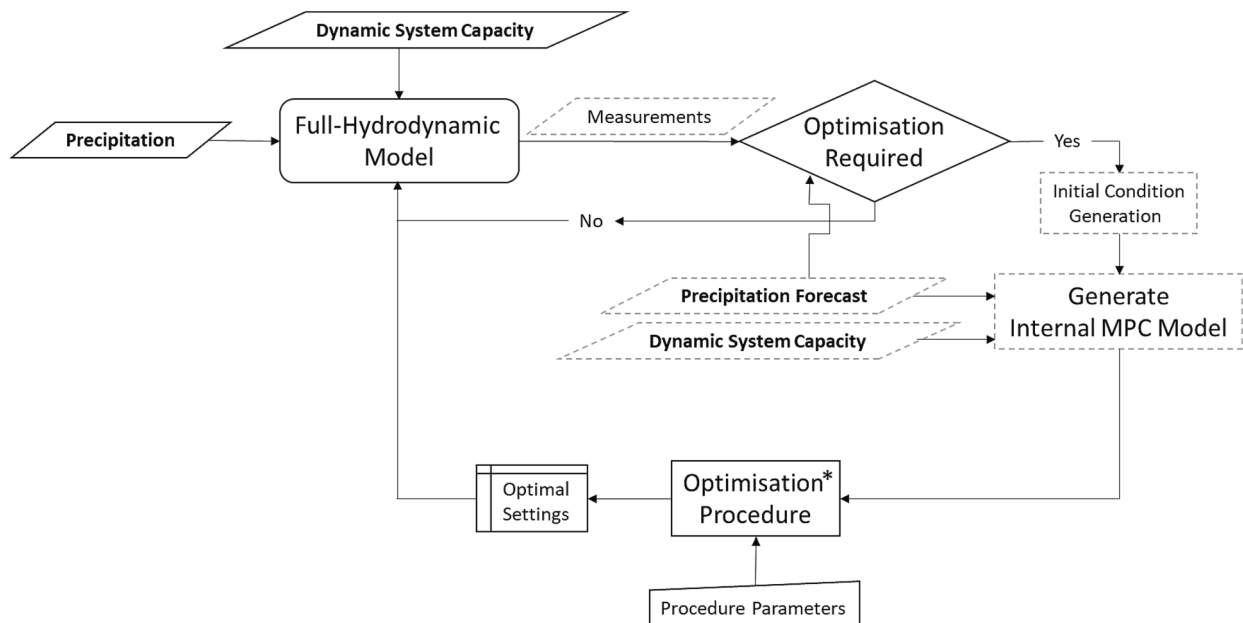 Dynamic System Capacity
Precipitation
Full-Hydrodynamic
Model
Measurements
Optimisation
Required
Yes
Initial Condition
Generation
No
Precipitation Forecast
Dynamic System Capacity
Generate
Internal MPC Model
Optimal
Settings
Optimisation*
Procedure
Procedure Parameters